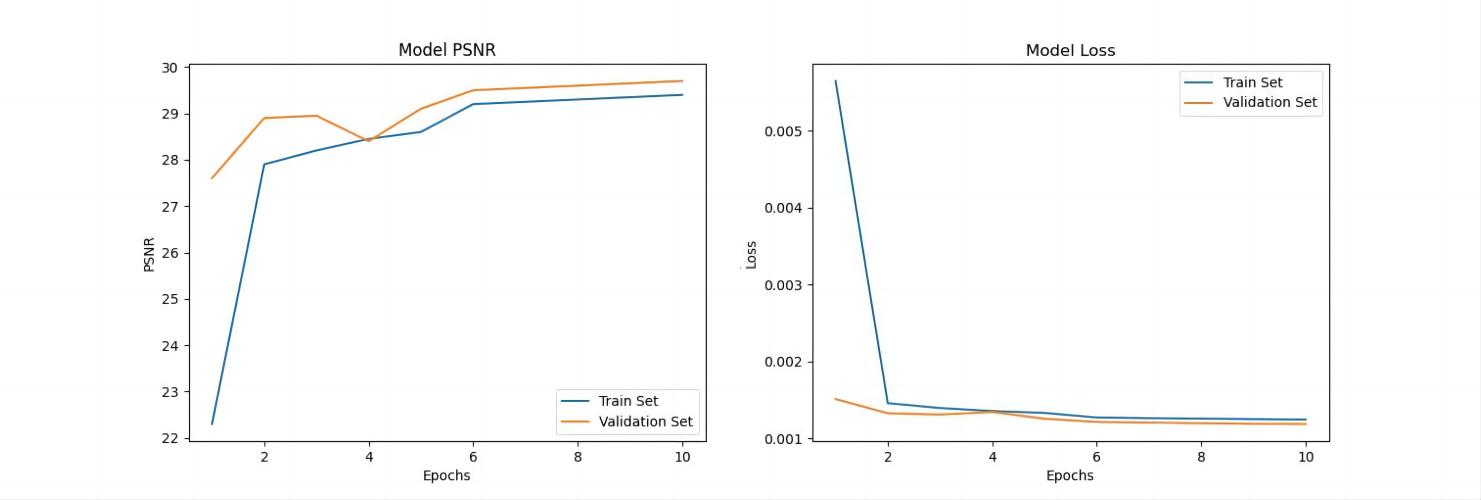 Model PSNR
30
29
28
27
26
25
24
23
22
PSNR
2 4 6 8 10
Epochs
Train Set
Validation Set
Model Loss
0.005
0.004
0.003
0.002
0.001
Loss
2 4 6 8 10
Epochs
Train Set
Validation Set